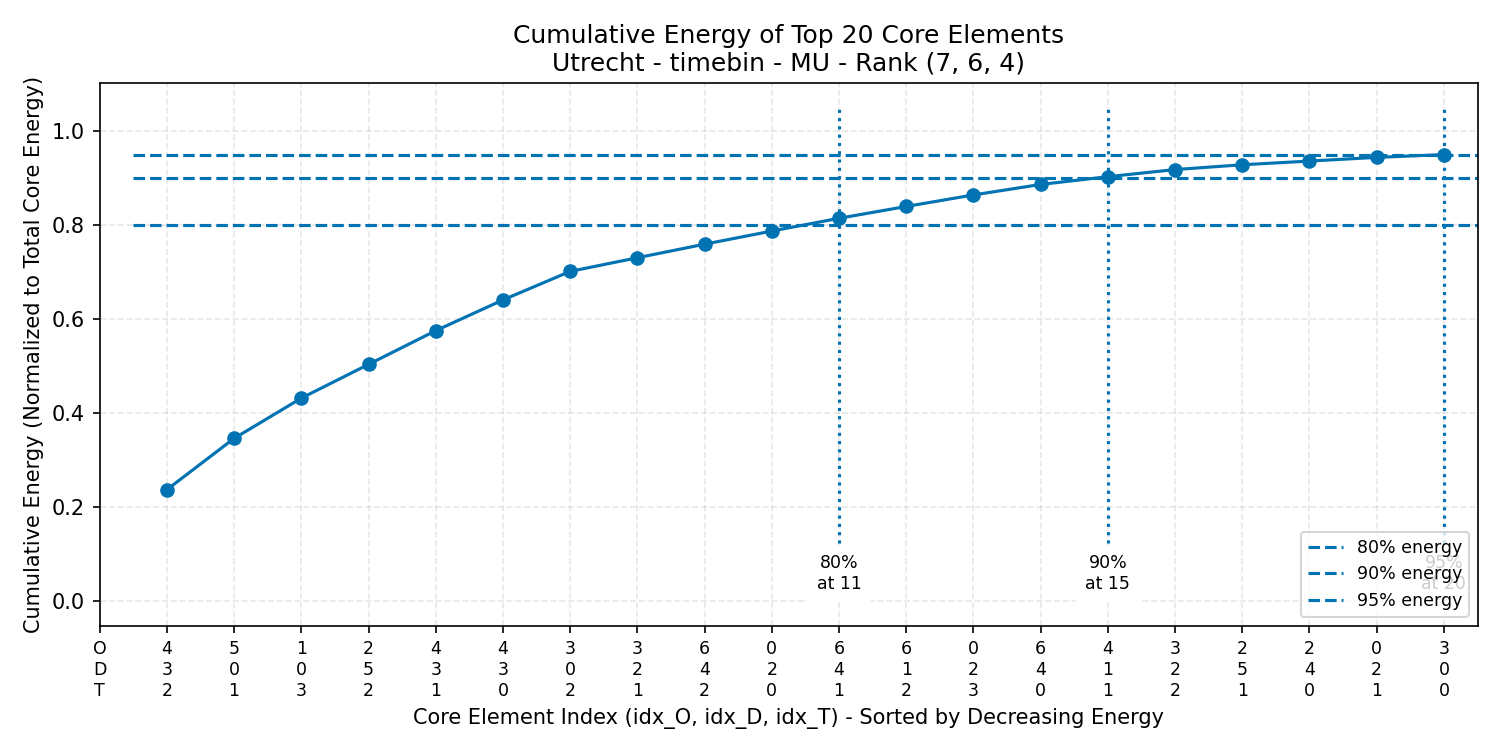 Cumulative Energy of Top 20 Core Elements
Utrecht - timebin - MU - Rank (7, 6, 4)
Cumulative Energy (Normalized to Total Core Energy)
1.0
0.8
0.6
0.4
0.2
0.0
80%
at 11
90%
at 15
95%
at 20
80% energy
90% energy
95% energy
O 4 5 1 2 4 4 3 3 6 0 6 6 0 6 4 3 2 2 0 3
D 3 0 0 5 3 3 0 2 4 2 4 1 2 4 1 2 5 4 2 0
T 2 1 3 2 1 0 2 1 2 0 1 2 3 0 1 2 1 0 1 0
Core Element Index (idx_O, idx_D, idx_T) - Sorted by Decreasing Energy